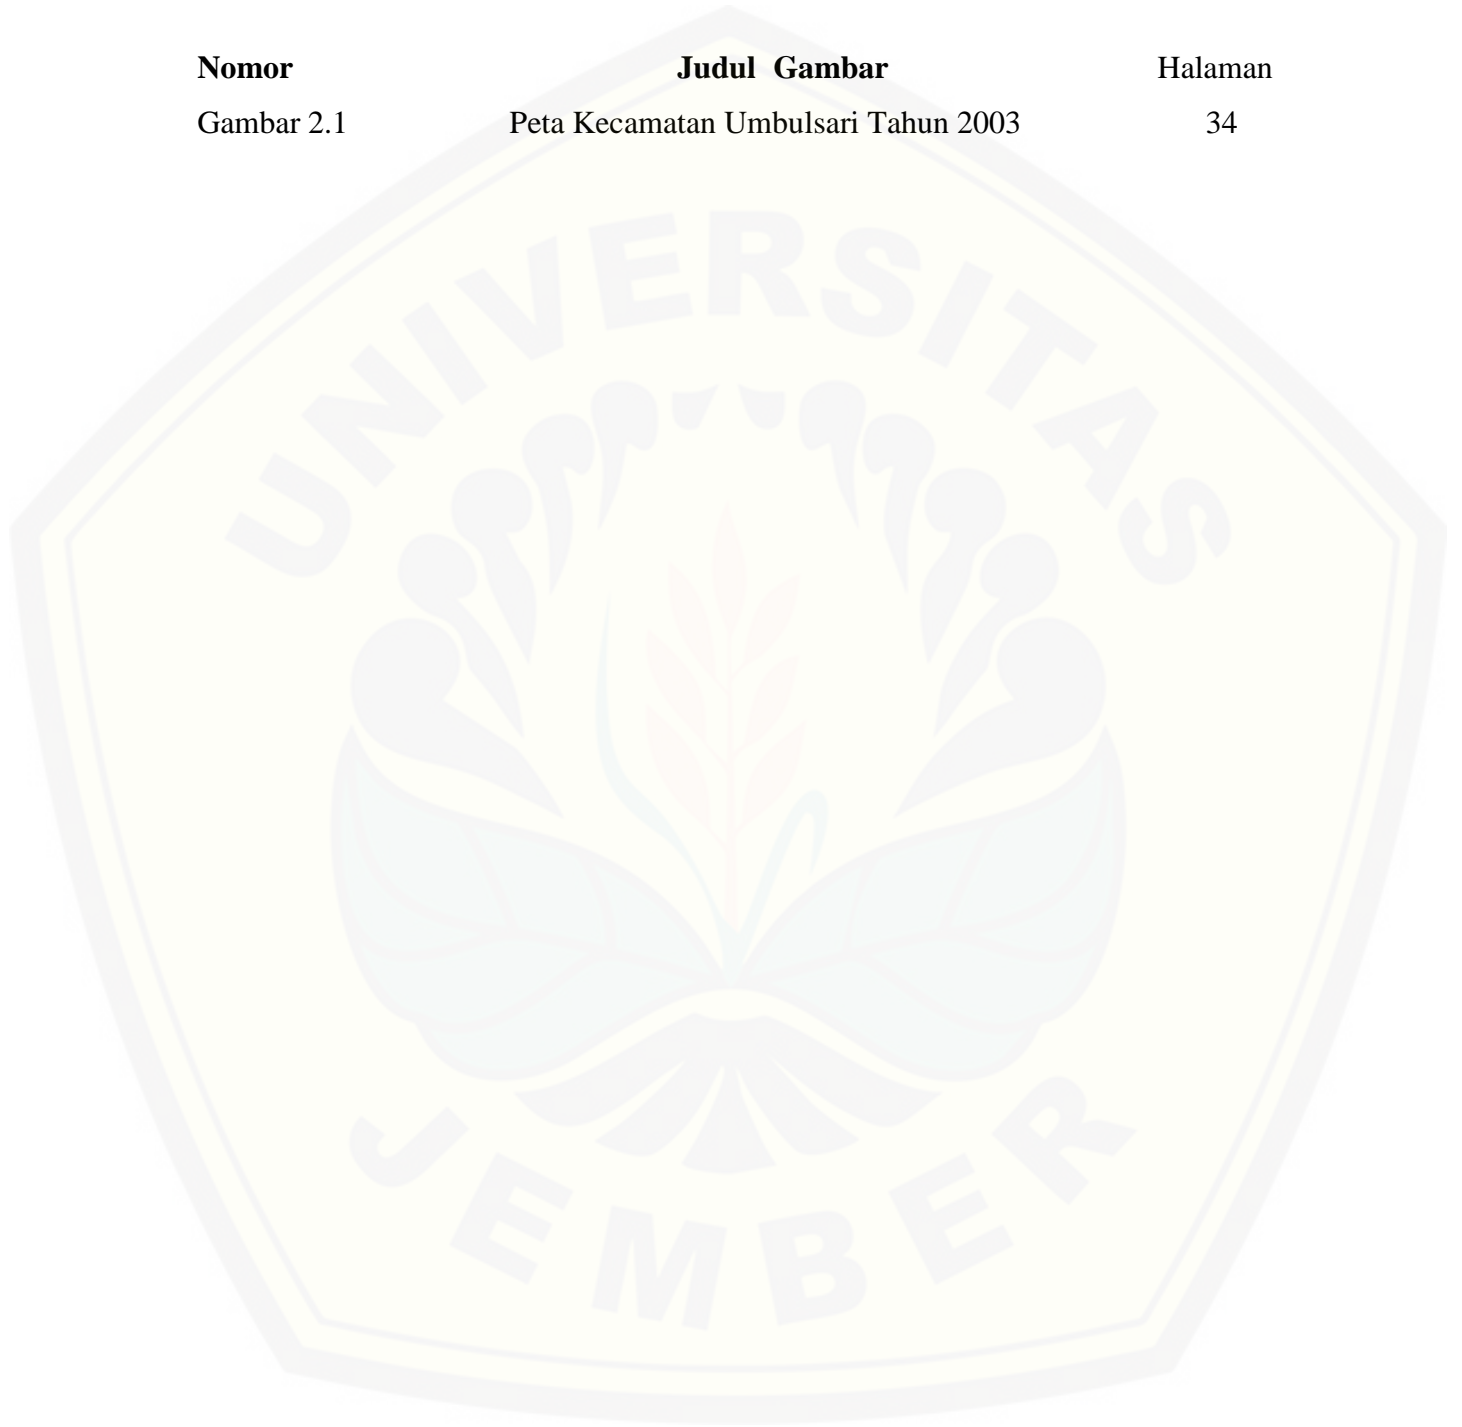 Nomor Judul Gambar Halaman
Gambar 2.1 Peta Kecamatan Umbulsari Tahun 2003 34
UNIVERSITAS
JEMBER